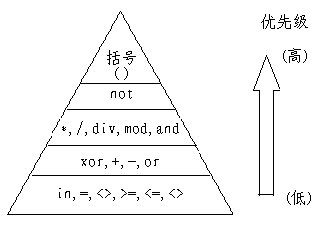 优先级
(高)
括号
()
not
*,/,div,mod,and
xor,+,-,or
in,=,<>,>=,<=,<>
(低)